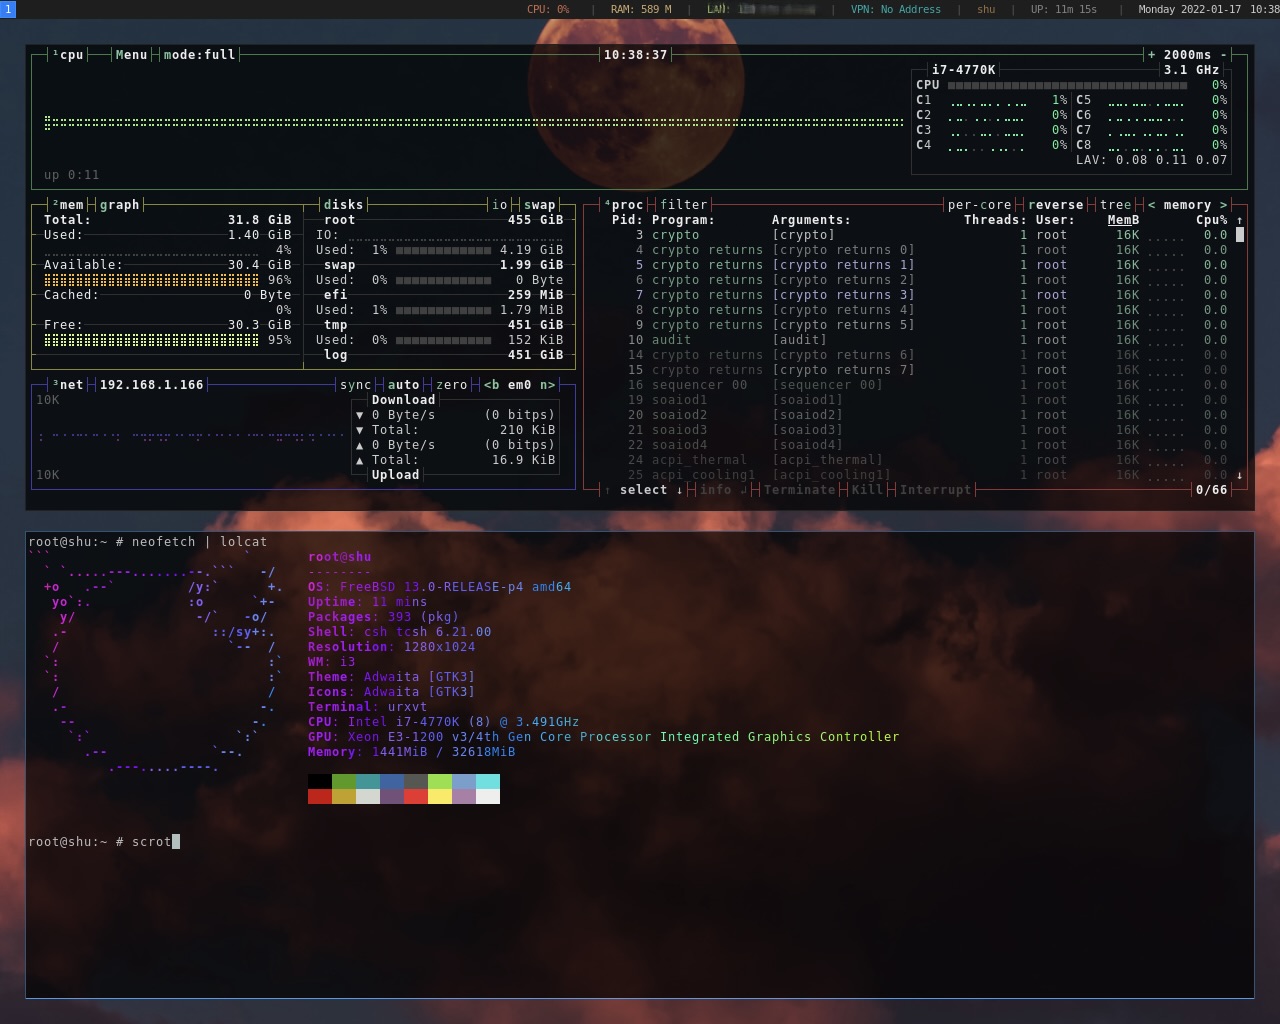 1 CPU: 0% | RAM: 589 M | LAN: | VPN: No Address | shu | UP: 11m 15s | Monday 2022-01-17 10:38
¹cpu Menu mode:full 10:38:37 + 2000ms -
i7-4770K 3.1 GHz
CPU 0%
C1 1% C5 0%
C2 0% C6 0%
C3 0% C7 0%
C4 0% C8 0%
LAV: 0.08 0.11 0.07
up 0:11
²mem graph disks io swap
Total: 31.8 GiB root 455 GiB
Used: 1.40 GiB IO:
4% Used: 1% 4.19 GiB
Available: 30.4 GiB swap 1.99 GiB
96% Used: 0% 0 Byte
Cached: 0 Byte efi 259 MiB
0% Used: 1% 1.79 MiB
Free: 30.3 GiB tmp 451 GiB
95% Used: 0% 152 KiB
log 451 GiB
³net 192.168.1.166 sync auto zero <b em0 n>
10K Download
▼ 0 Byte/s (0 bitps)
▼ Total: 210 KiB
▲ 0 Byte/s (0 bitps)
▲ Total: 16.9 KiB
10K Upload
⁴proc filter per-core reverse tree < memory >
Pid: Program: Arguments: Threads: User: MemB Cpu% ↑
3 crypto [crypto] 1 root 16K 0.0
4 crypto returns [crypto returns 0] 1 root 16K 0.0
5 crypto returns [crypto returns 1] 1 root 16K 0.0
6 crypto returns [crypto returns 2] 1 root 16K 0.0
7 crypto returns [crypto returns 3] 1 root 16K 0.0
8 crypto returns [crypto returns 4] 1 root 16K 0.0
9 crypto returns [crypto returns 5] 1 root 16K 0.0
10 audit [audit] 1 root 16K 0.0
14 crypto returns [crypto returns 6] 1 root 16K 0.0
15 crypto returns [crypto returns 7] 1 root 16K 0.0
16 sequencer 00 [sequencer 00] 1 root 16K 0.0
19 soaiod1 [soaiod1] 1 root 16K 0.0
20 soaiod2 [soaiod2] 1 root 16K 0.0
21 soaiod3 [soaiod3] 1 root 16K 0.0
22 soaiod4 [soaiod4] 1 root 16K 0.0
24 acpi_thermal [acpi_thermal] 1 root 16K 0.0
25 acpi_cooling1 [acpi_cooling1] 1 root 16K 0.0 ↓
↑ select ↓ info ↲ Terminate Kill Interrupt 0/66
root@shu:~ # neofetch | lolcat
root@shu
--------
OS: FreeBSD 13.0-RELEASE-p4 amd64
Uptime: 11 mins
Packages: 393 (pkg)
Shell: csh tcsh 6.21.00
Resolution: 1280x1024
WM: i3
Theme: Adwaita [GTK3]
Icons: Adwaita [GTK3]
Terminal: urxvt
CPU: Intel i7-4770K (8) @ 3.491GHz
GPU: Xeon E3-1200 v3/4th Gen Core Processor Integrated Graphics Controller
Memory: 1441MiB / 32618MiB
root@shu:~ # scrot